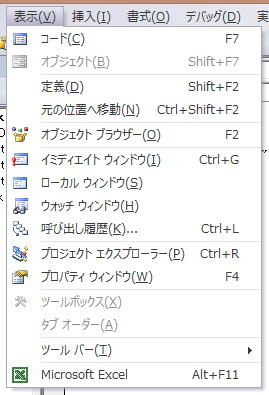 表示(V) 挿入(I) 書式(O) デバッグ(D) 実
コード(C) F7
オブジェクト(B) Shift+F7
定義(D) Shift+F2
元の位置へ移動(N) Ctrl+Shift+F2
オブジェクト ブラウザー(O) F2
イミディエイト ウィンドウ(I) Ctrl+G
ローカル ウィンドウ(S)
ウォッチ ウィンドウ(H)
呼び出し履歴(K)... Ctrl+L
プロジェクト エクスプローラー(P) Ctrl+R
プロパティ ウィンドウ(W) F4
ツールボックス(X)
タブ オーダー(A)
ツール バー(T)
Microsoft Excel Alt+F11